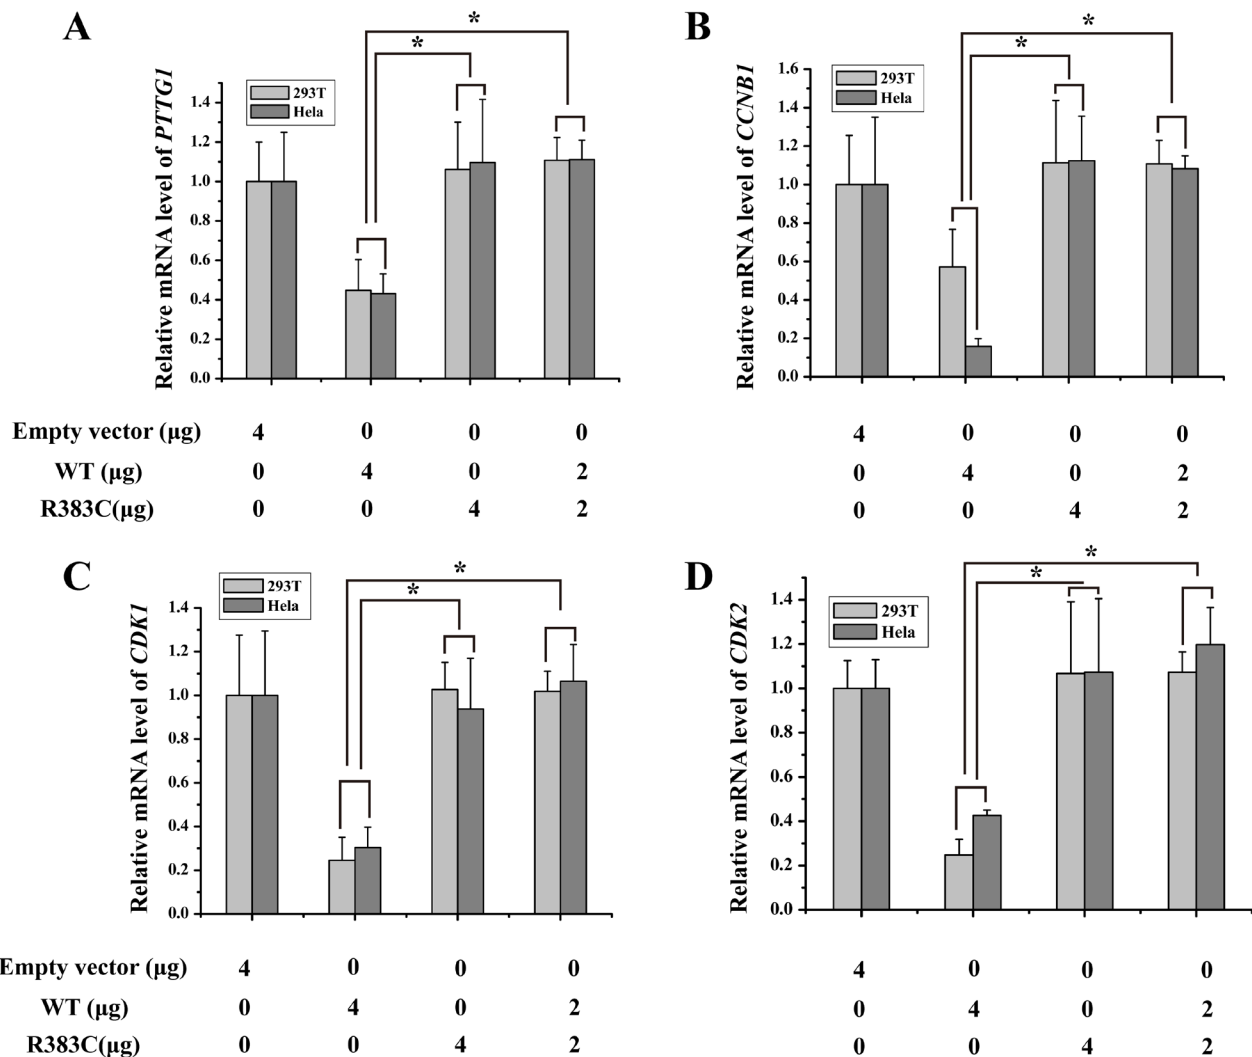 A
B
* *
* *
Relative mRNA level of PTTG1
293T
Hela
1.4
1.2
1.0
0.8
0.6
0.4
0.2
0.0
Relative mRNA level of CCNB1
293T
Hela
1.6
1.4
1.2
1.0
0.8
0.6
0.4
0.2
0.0
Empty vector (μg) 4 0 0 0 4 0 0 0
WT (μg) 0 4 0 2 0 4 0 2
R383C(μg) 0 0 4 2 0 0 4 2
C
D
* *
* *
Relative mRNA level of CDK1
293T
Hela
1.4
1.2
1.0
0.8
0.6
0.4
0.2
0.0
Relative mRNA level of CDK2
293T
Hela
1.4
1.2
1.0
0.8
0.6
0.4
0.2
0.0
Empty vector (μg) 4 0 0 0 4 0 0 0
WT (μg) 0 4 0 2 0 4 0 2
R383C(μg) 0 0 4 2 0 0 4 2